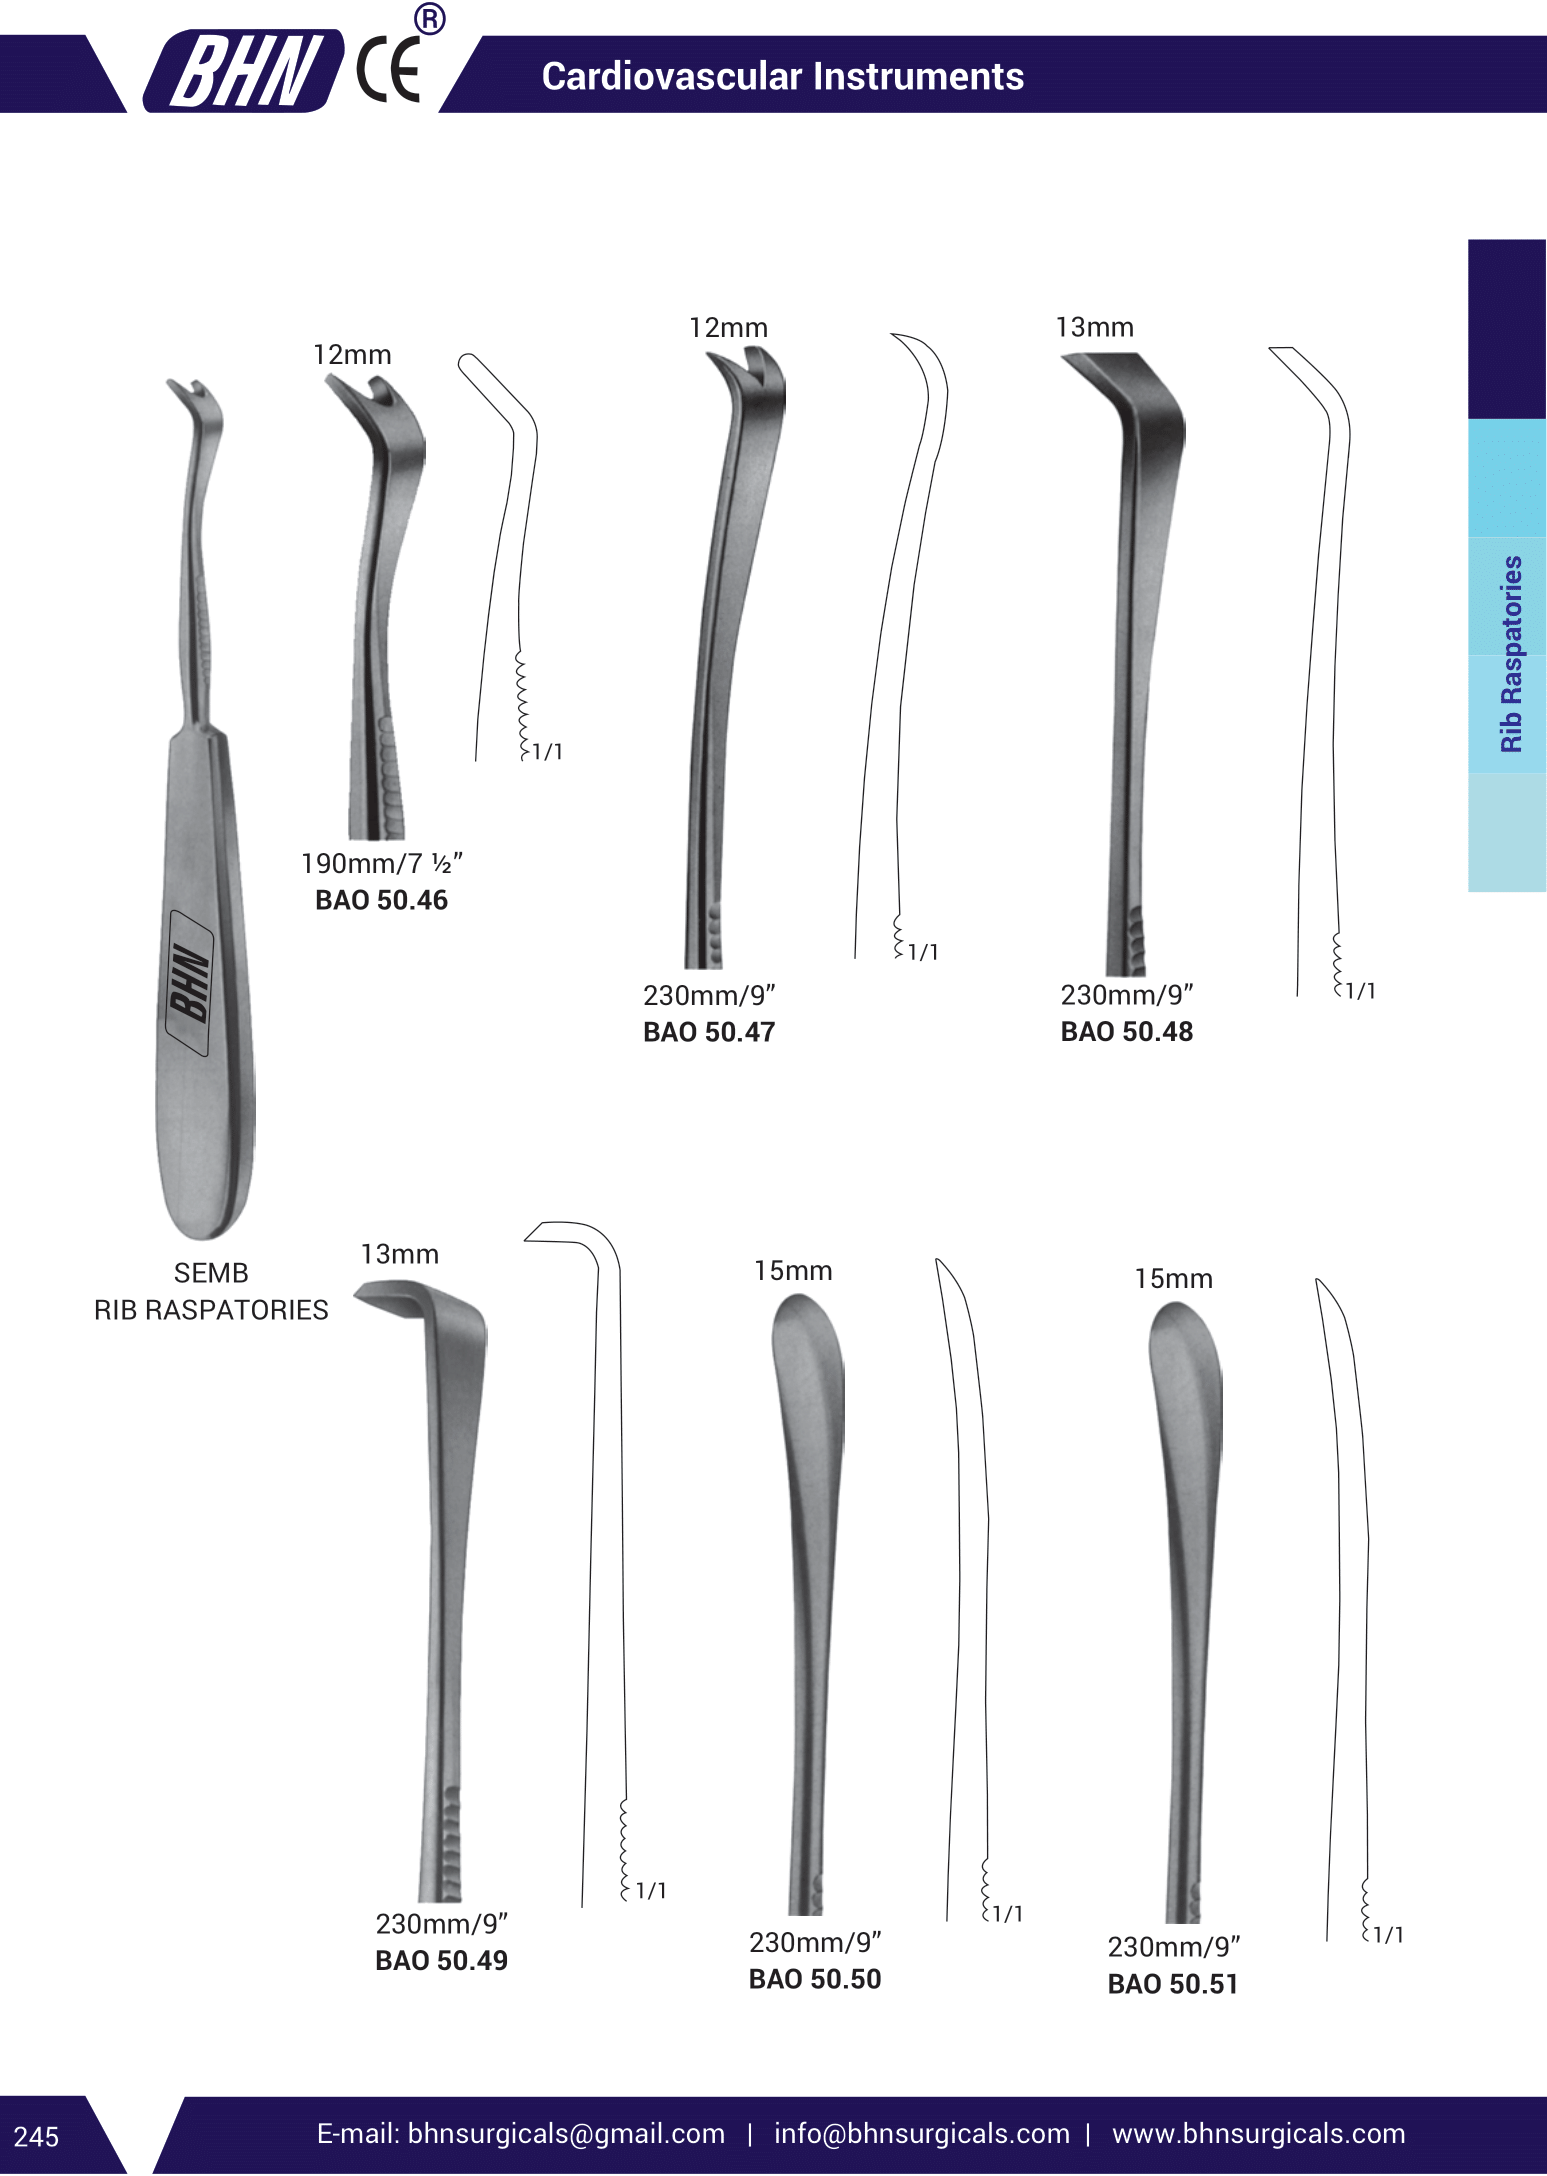 BHN CE ®
Cardiovascular Instruments
12mm
12mm
13mm
1/1
190mm/7 ½”
BAO 50.46
1/1
230mm/9”
BAO 50.47
1/1
230mm/9”
BAO 50.48
Rib Raspatories
BHN
SEMB
RIB RASPATORIES
13mm
15mm
15mm
1/1
230mm/9”
BAO 50.49
1/1
230mm/9”
BAO 50.50
1/1
230mm/9”
BAO 50.51
245
E-mail: bhnsurgicals@gmail.com | info@bhnsurgicals.com | www.bhnsurgicals.com